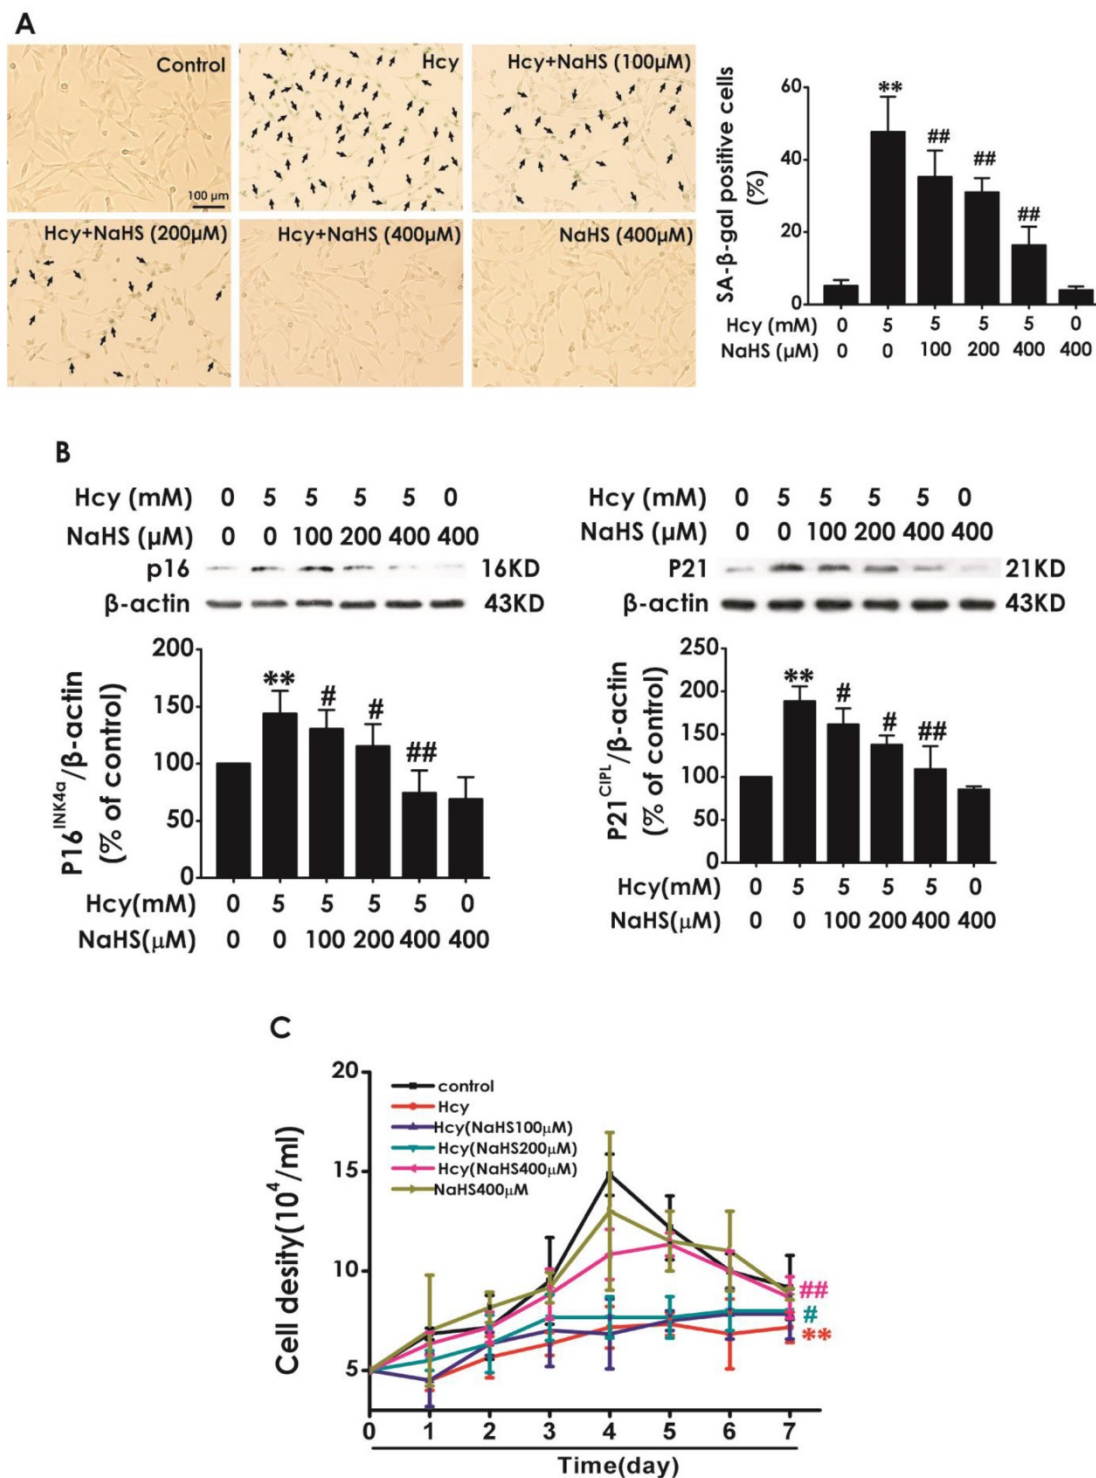 A
Control
Hcy
Hcy+NaHS (100μM)
100 μm
Hcy+NaHS (200μM)
Hcy+NaHS (400μM)
NaHS (400μM)
SA-β-gal positive cells
(%)
60
40
20
0
**
##
##
##
Hcy (mM) 0 5 5 5 5 0
NaHS (μM) 0 0 100 200 400 400
B
Hcy (mM) 0 5 5 5 5 0
NaHS (μM) 0 0 100 200 400 400
p16 16KD
β-actin 43KD
P16INK4a/β-actin
(% of control)
200
150
100
50
0
**
#
#
##
Hcy(mM) 0 5 5 5 5 0
NaHS(μM) 0 0 100 200 400 400
Hcy (mM) 0 5 5 5 5 0
NaHS (μM) 0 0 100 200 400 400
P21 21KD
β-actin 43KD
P21CIPL/β-actin
(% of control)
250
200
150
100
50
0
**
#
#
##
Hcy(mM) 0 5 5 5 5 0
NaHS(μM) 0 0 100 200 400 400
C
Cell desity(10⁴/ml)
20
15
10
5
control
Hcy
Hcy(NaHS100μM)
Hcy(NaHS200μM)
Hcy(NaHS400μM)
NaHS400μM
##
#
**
0 1 2 3 4 5 6 7
Time(day)